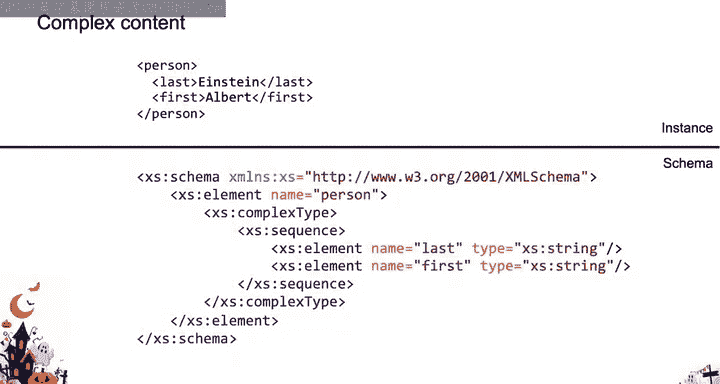 Complex content
<person>
  <last>Einstein</last>
  <first>Albert</first>
</person>
Instance
Schema
<xs:schema xmlns:xs="http://www.w3.org/2001/XMLSchema">
    <xs:element name="person">
        <xs:complexType>
            <xs:sequence>
                <xs:element name="last" type="xs:string"/>
                <xs:element name="first" type="xs:string"/>
            </xs:sequence>
        </xs:complexType>
    </xs:element>
</xs:schema>